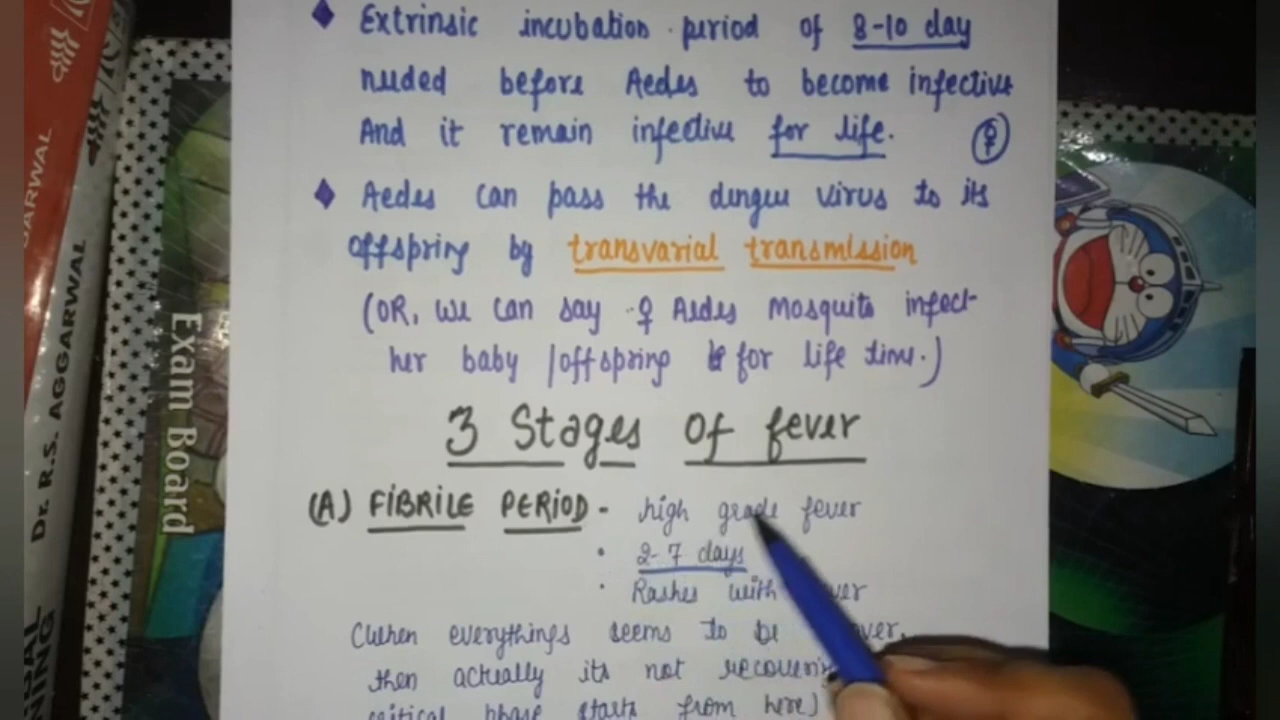 Extrinsic incubation period of 8-10 day
needed before Aedes to become infective
And it remain infective for life. ♀
Aedes can pass the dengue virus to its
offspring by transvarial transmission
(OR, we can say ♀ Aedes mosquito infect
her baby /offspring for life time.)
3 Stages of fever
(A) FIBRILE PERIOD - high grade fever
• 2-7 days
• Rashes with
(When everythings seems to be
then actually its not
critical phase starts from here)
Exam Board
Dr. R.S. AGGARWAL